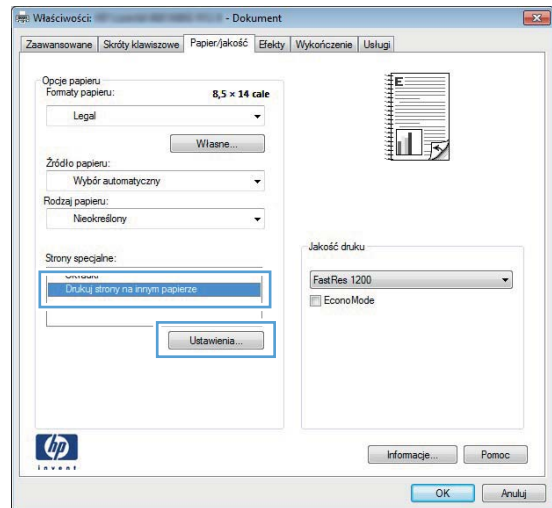 Właściwości: - Dokument
Zaawansowane Skróty klawiszowe Papier/jakość Efekty Wykończenie Usługi
Opcje papieru
Formaty papieru: 8,5 × 14 cale
Legal
Własne...
Źródło papieru:
Wybór automatyczny
Rodzaj papieru:
Nieokreślony
Strony specjalne:
Drukuj strony na innym papierze
Ustawienia...
E
Jakość druku
FastRes 1200
EconoMode
hp
invent
Informacje... Pomoc
OK Anuluj